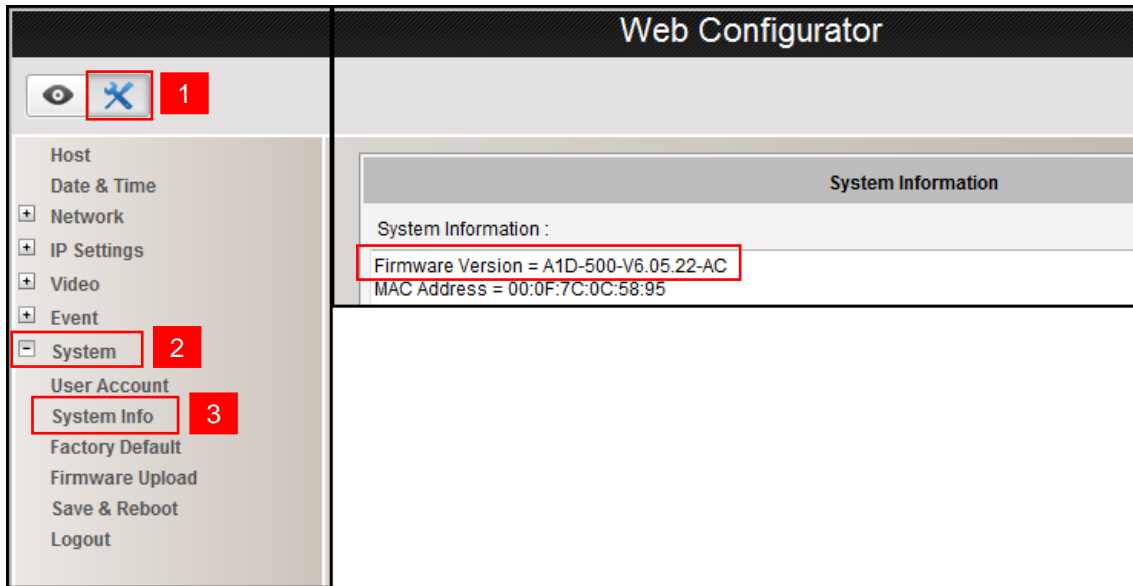 Web Configurator
1
Host
Date & Time
Network
IP Settings
Video
Event
System
2
User Account
System Info
3
Factory Default
Firmware Upload
Save & Reboot
Logout
System Information
System Information :
Firmware Version = A1D-500-V6.05.22-AC
MAC Address = 00:0F:7C:0C:58:95